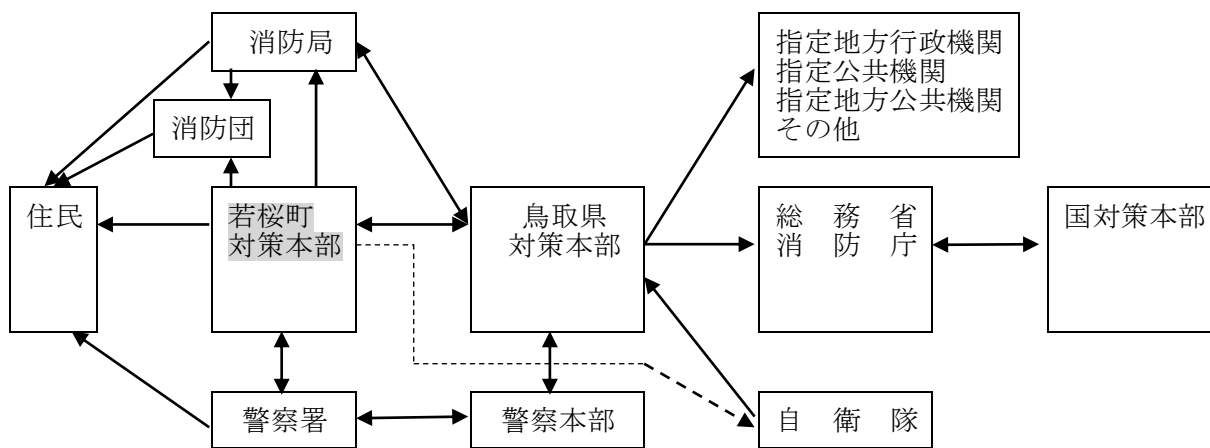 消防局
指定地方行政機関
指定公共機関
指定地方公共機関
その他
消防団
住民
若桜町
対策本部
鳥取県
対策本部
総務省
消防庁
国対策本部
警察署
警察本部
自衛隊